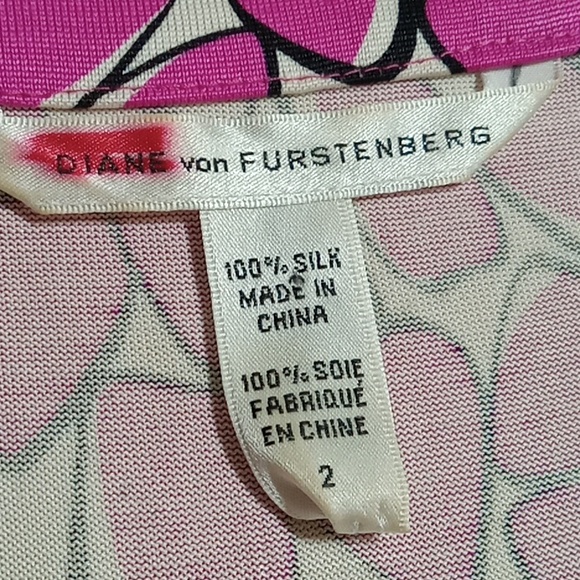 DIANE von FURSTENBERG
100% SILK
MADE IN
CHINA
100% SOIE
FABRIQUÉ
EN CHINE
2